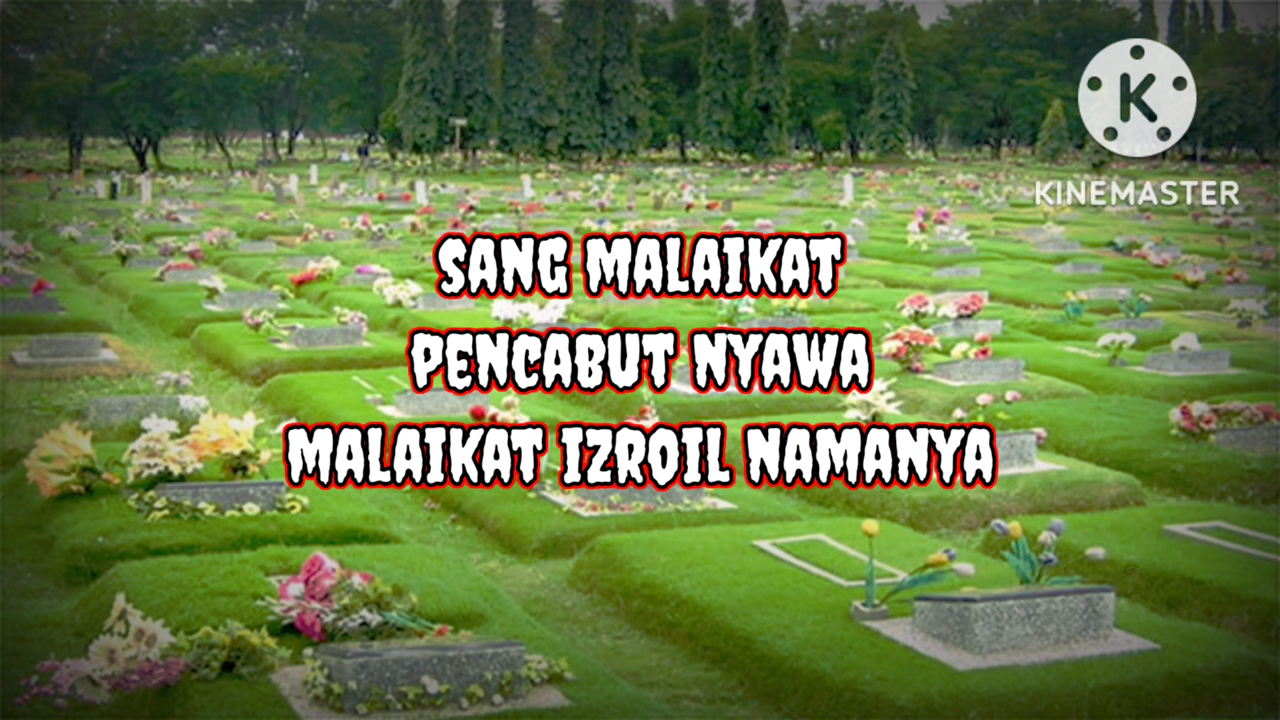 K
KINEMASTER
SANG MALAIKAT
PENCABUT NYAWA
MALAIKAT IZROIL NAMANYA